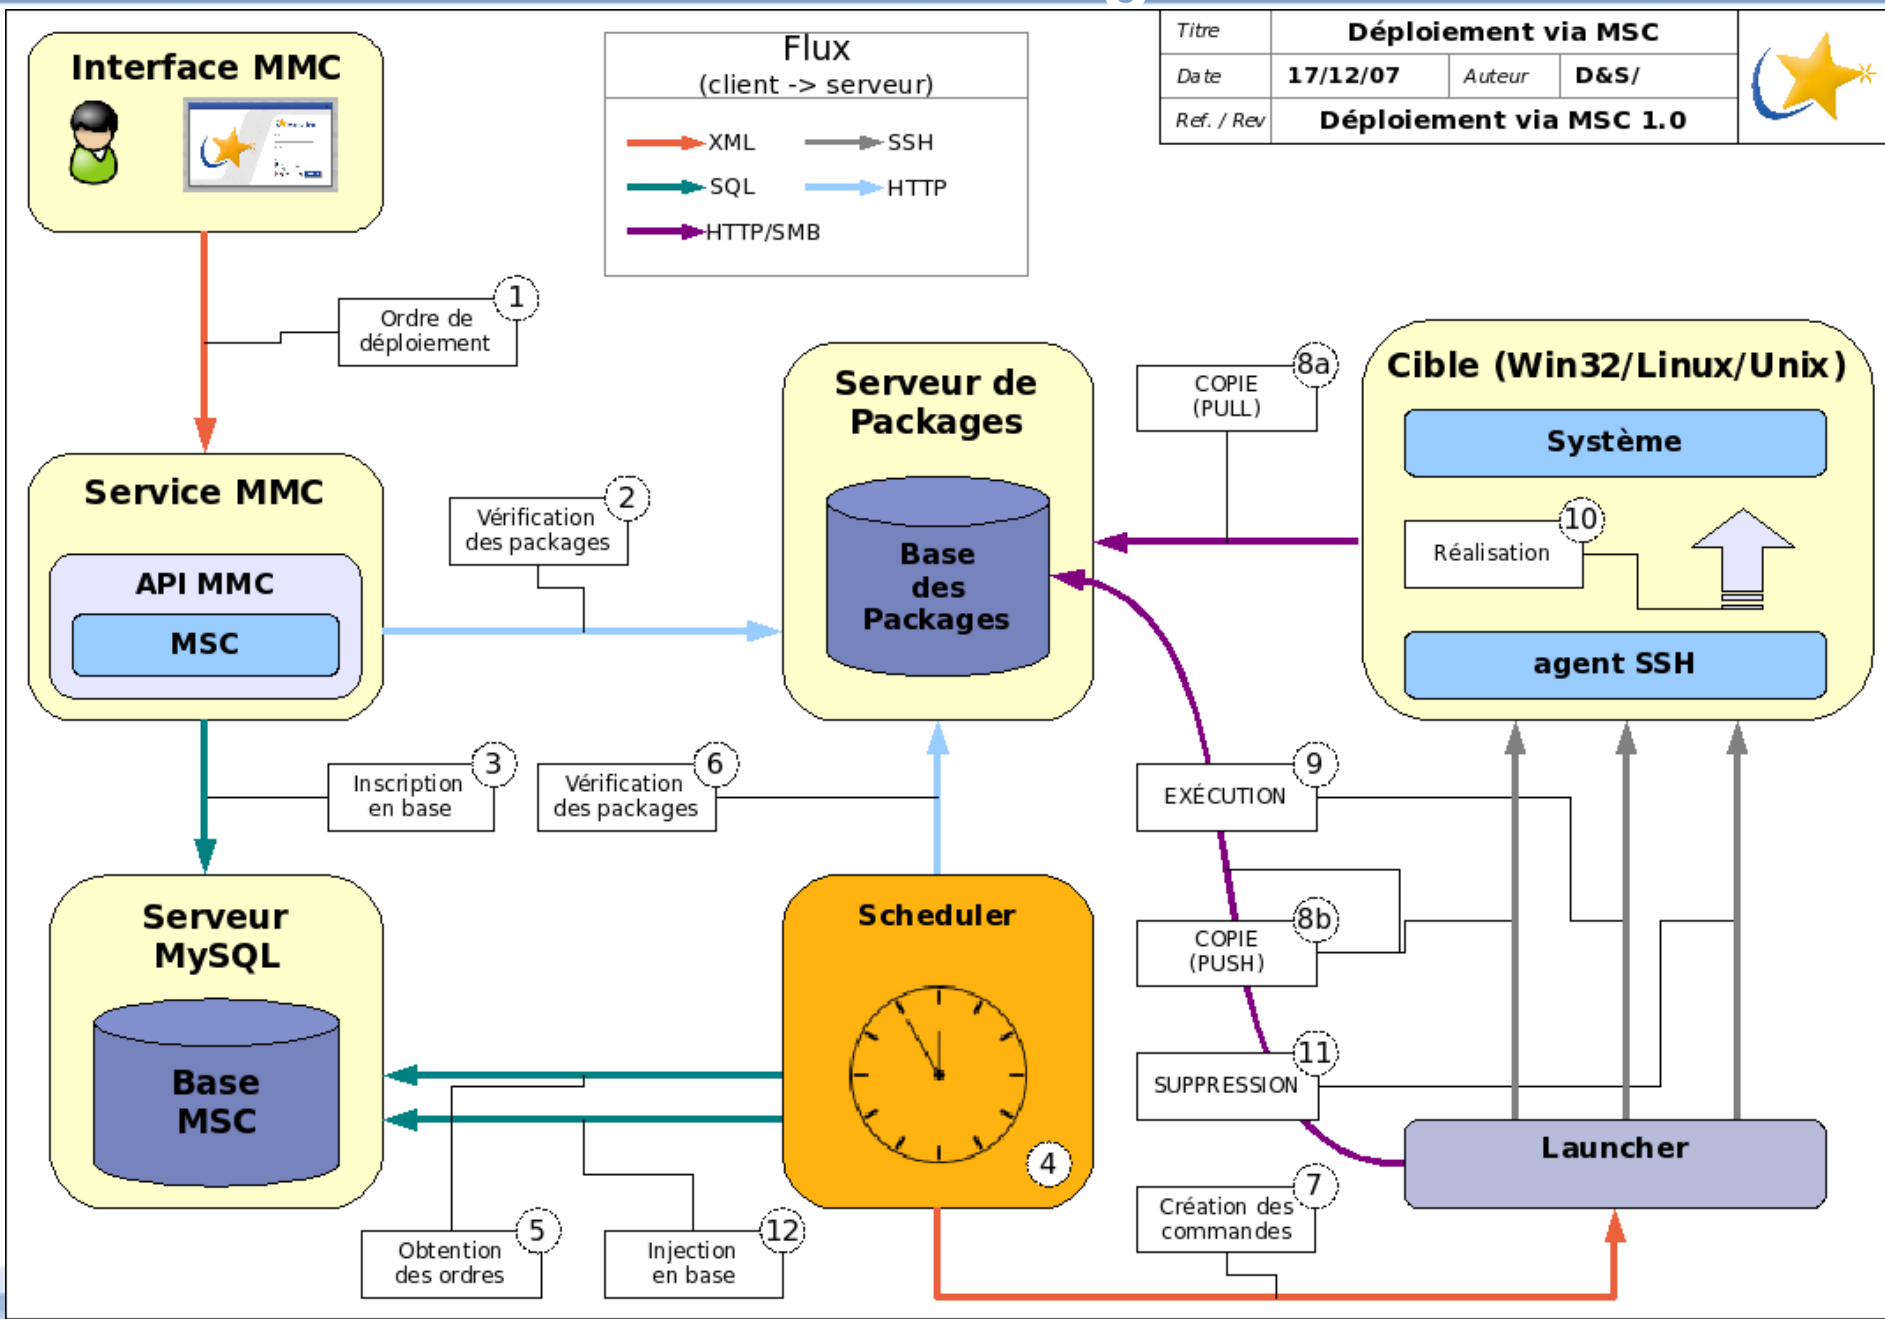 Titre
Déploiement via MSC
Date
17/12/07
Auteur
D&S/
Ref. / Rev
Déploiement via MSC 1.0
Flux
(client -> serveur)
XML
SSH
SQL
HTTP
HTTP/SMB
Interface MMC
1
Ordre de
déploiement
Service MMC
API MMC
MSC
2
Vérification
des packages
Serveur de
Packages
Base
des
Packages
8a
COPIE
(PULL)
Cible (Win32/Linux/Unix)
Système
10
Réalisation
agent SSH
3
Inscription
en base
6
Vérification
des packages
9
EXÉCUTION
Serveur
MySQL
Base
MSC
Scheduler
4
8b
COPIE
(PUSH)
11
SUPPRESSION
Launcher
7
Création des
commandes
5
Obtention
des ordres
12
Injection
en base